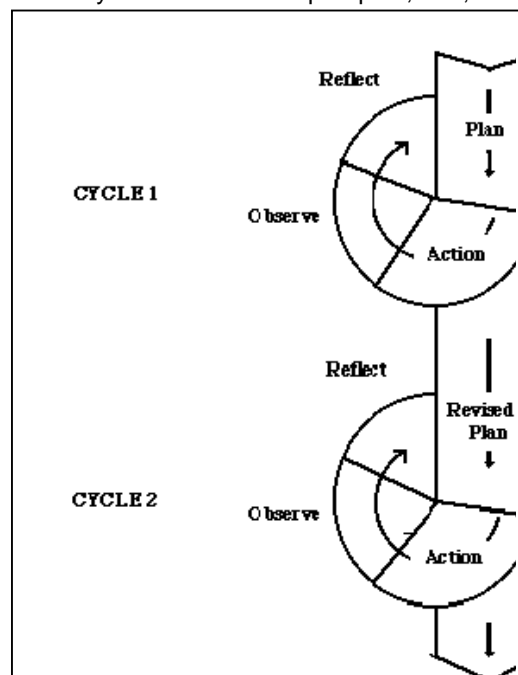 Reflect
Plan
CYCLE 1
Observe
Action
Reflect
Revised
Plan
CYCLE 2
Observe
Action